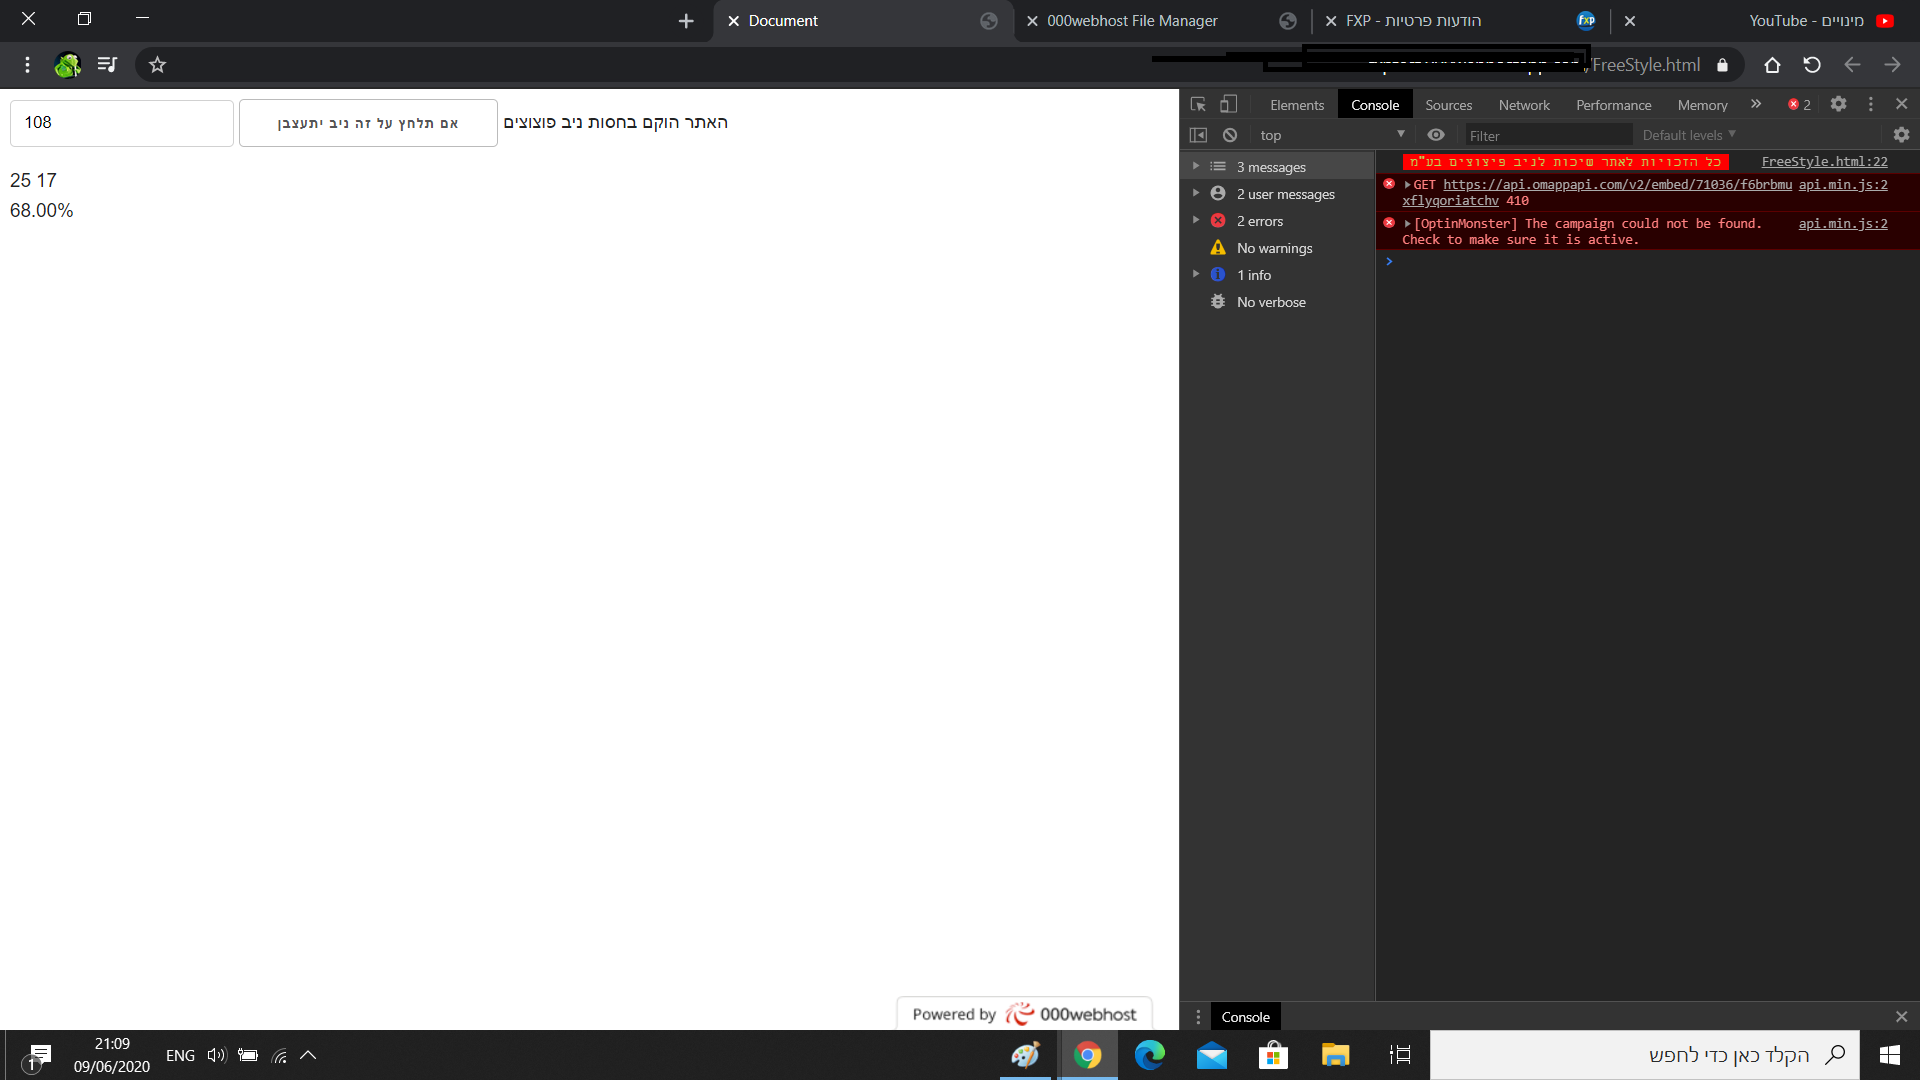 Document
000webhost File Manager
הודעות פרטיות - FXP
מינויים - YouTube
/FreeStyle.html
108
אם תלחץ על זה ניב יתעצבן
האתר הוקם בחסות ניב פוצוצים
25 17
68.00%
Powered by 000webhost
Elements Console Sources Network Performance Memory » 2
top Filter Default levels
3 messages
2 user messages
2 errors
No warnings
1 info
No verbose
כל הזכויות לאתר שיכות לניב פיצוצים בע"מ FreeStyle.html:22
GET https://api.omappapi.com/v2/embed/71036/f6brbmu api.min.js:2
xflyqoriatchv 410
[OptinMonster] The campaign could not be found. api.min.js:2
Check to make sure it is active.
Console
1
21:09
09/06/2020
ENG
הקלד כאן כדי לחפש